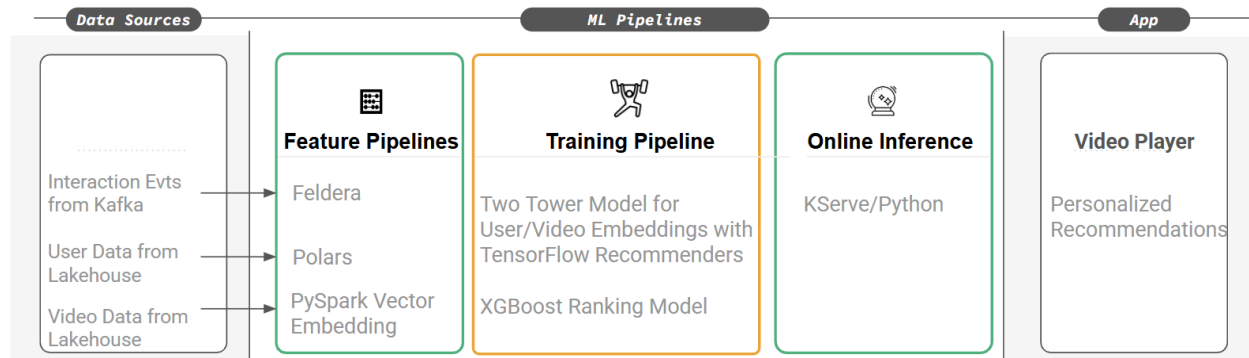 Data Sources
ML Pipelines
App
Feature Pipelines
Training Pipeline
Online Inference
Video Player
Interaction Evts
from Kafka
User Data from
Lakehouse
Video Data from
Lakehouse
Feldera
Polars
PySpark Vector
Embedding
Two Tower Model for
User/Video Embeddings with
TensorFlow Recommenders
XGBoost Ranking Model
KServe/Python
Personalized
Recommendations